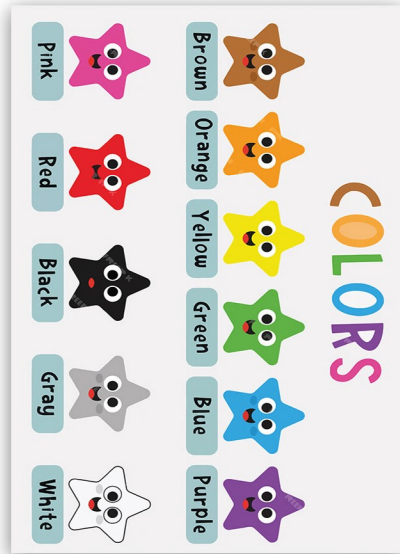 COLORS
Brown
Orange
Yellow
Green
Blue
Purple
Pink
Red
Black
Gray
White